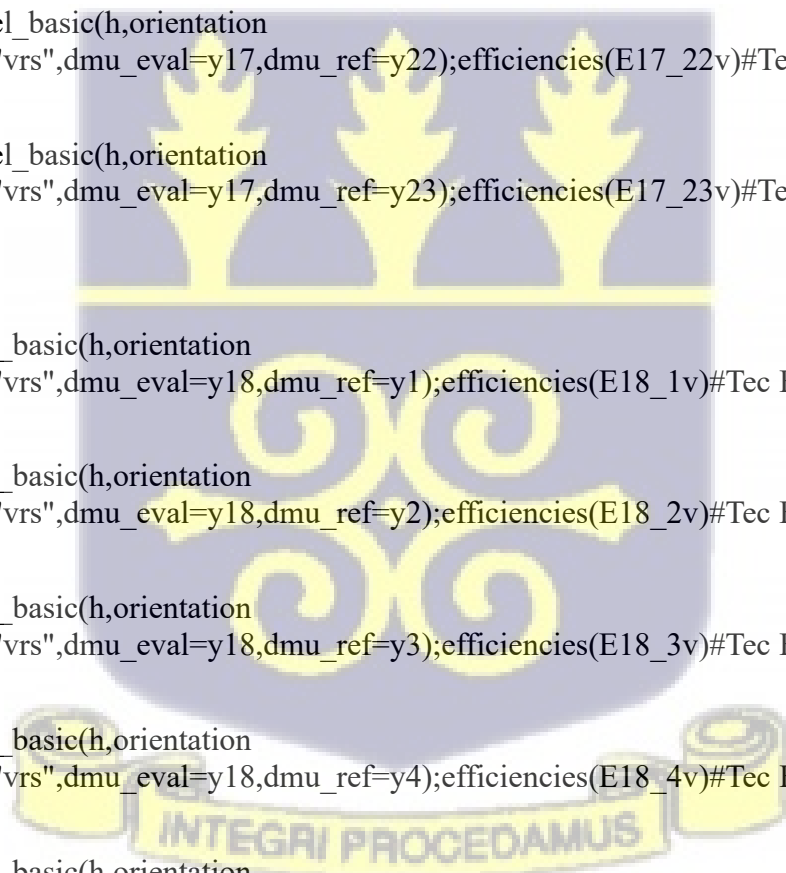 el_basic(h,orientation
"vrs",dmu_eval=y17,dmu_ref=y22);efficiencies(E17_22v)#Te
el_basic(h,orientation
"vrs",dmu_eval=y17,dmu_ref=y23);efficiencies(E17_23v)#Te
_basic(h,orientation
"vrs",dmu_eval=y18,dmu_ref=y1);efficiencies(E18_1v)#Tec
_basic(h,orientation
"vrs",dmu_eval=y18,dmu_ref=y2);efficiencies(E18_2v)#Tec
_basic(h,orientation
"vrs",dmu_eval=y18,dmu_ref=y3);efficiencies(E18_3v)#Tec
_basic(h,orientation
"vrs",dmu_eval=y18,dmu_ref=y4);efficiencies(E18_4v)#Tec
INTEGRI PROCEDAMUS
_basic(h,orientation